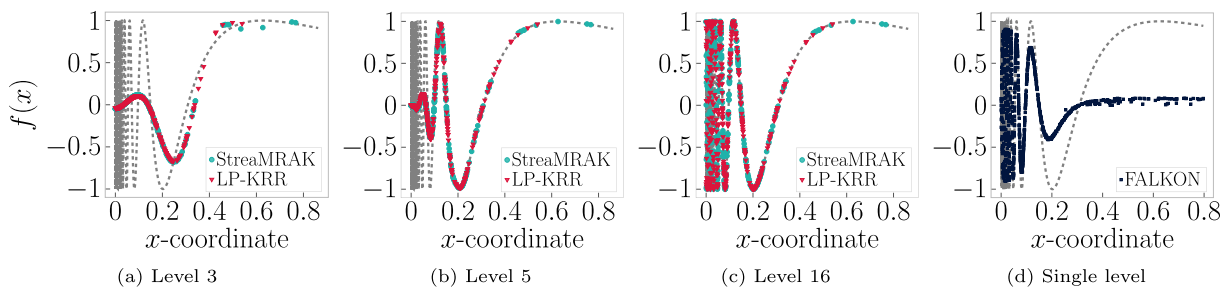 f(x)
1
0.5
0
−0.5
−1
0 0.2 0.4 0.6 0.8
x-coordinate
StreaMRAK
LP-KRR
(a) Level 3
1
0.5
0
−0.5
−1
0 0.2 0.4 0.6 0.8
x-coordinate
StreaMRAK
LP-KRR
(b) Level 5
1
0.5
0
−0.5
−1
0 0.2 0.4 0.6 0.8
x-coordinate
StreaMRAK
LP-KRR
(c) Level 16
1
0.5
0
−0.5
−1
0 0.2 0.4 0.6 0.8
x-coordinate
FALKON
(d) Single level